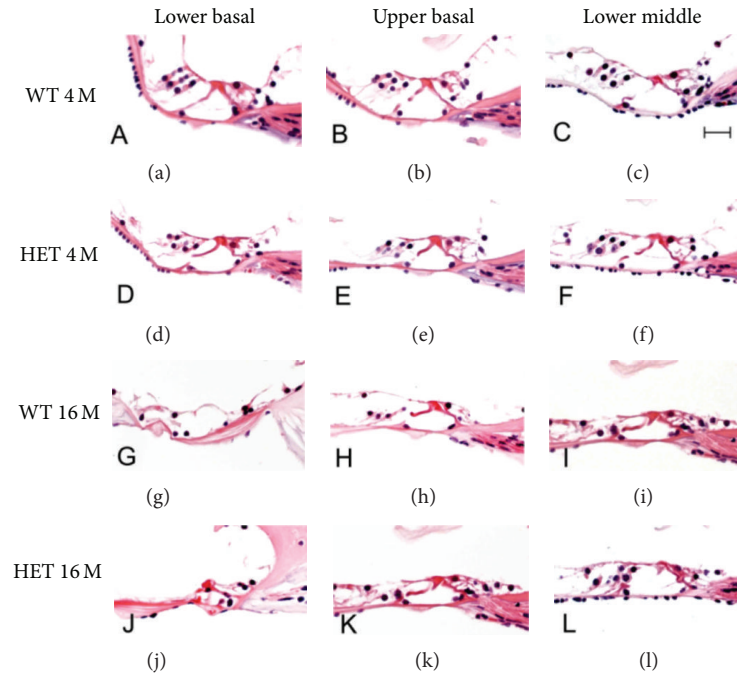 Lower basal Upper basal Lower middle
WT 4 M
A B C
(a) (b) (c)
HET 4 M
D E F
(d) (e) (f)
WT 16 M
G H I
(g) (h) (i)
HET 16 M
J K L
(j) (k) (l)